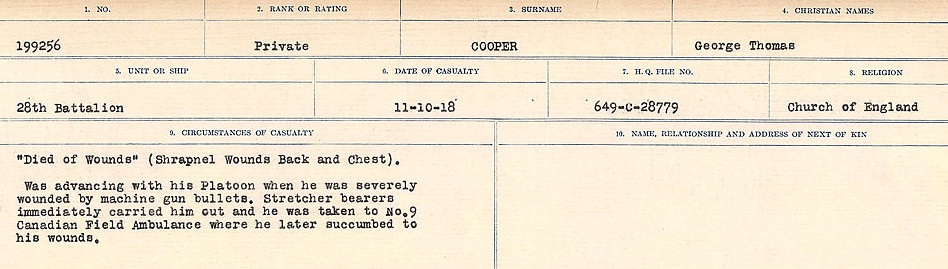 1. NO. 2. RANK OR RATING 3. SURNAME 4. CHRISTIAN NAMES
199256 Private COOPER George Thomas
5. UNIT OR SHIP 6. DATE OF CASUALTY 7. H.Q. FILE NO. 8. RELIGION
28th Battalion 11-10-18 649-C-28779 Church of England
9. CIRCUMSTANCES OF CASUALTY 10. NAME, RELATIONSHIP AND ADDRESS OF NEXT OF KIN
"Died of Wounds" (Shrapnel Wounds Back and Chest).
Was advancing with his Platoon when he was severely
wounded by machine gun bullets. Stretcher bearers
immediately carried him out and he was taken to No.9
Canadian Field Ambulance where he later succumbed to
his wounds.